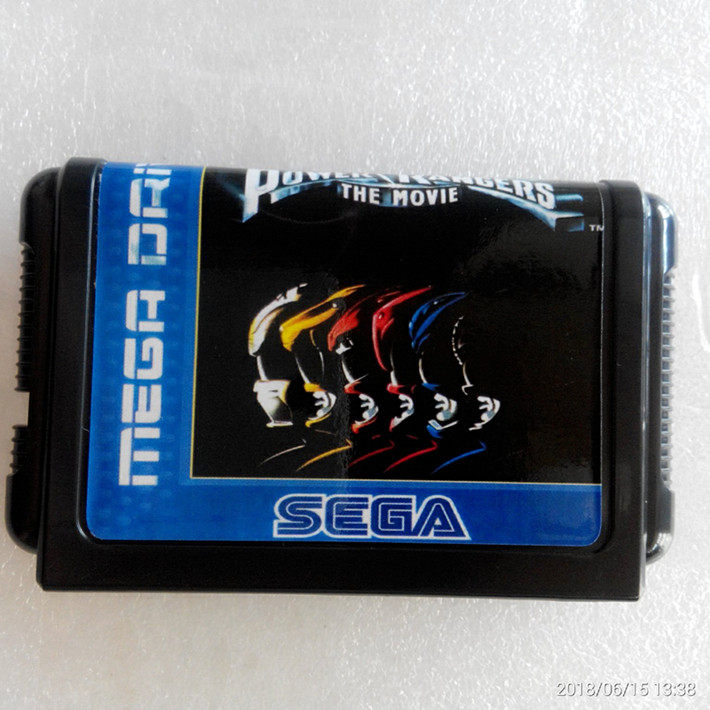 POWER RANGERS
THE MOVIE
TM
MEGA DRI
SEGA
2018/06/15 13:38